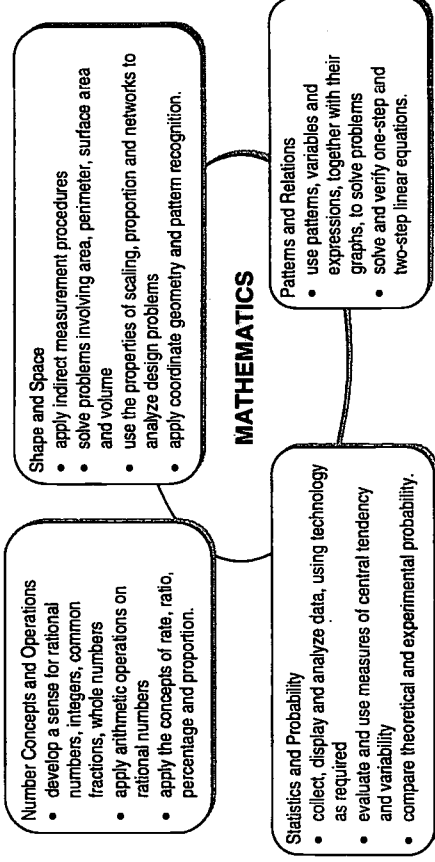 Number Concepts and Operations
• develop a sense for rational
numbers, integers, common
fractions, whole numbers
• apply arithmetic operations on
rational numbers
• apply the concepts of rate, ratio,
percentage and proportion.
Shape and Space
• apply indirect measurement procedures
• solve problems involving area, perimeter, surface area
and volume
• use the properties of scaling, proportion and networks to
analyze design problems
• apply coordinate geometry and pattern recognition.
MATHEMATICS
Statistics and Probability
• collect, display and analyze data, using technology
as required
• evaluate and use measures of central tendency
and variability
• compare theoretical and experimental probability.
Patterns and Relations
• use patterns, variables and
expressions, together with their
graphs, to solve problems
• solve and verify one-step and
two-step linear equations.